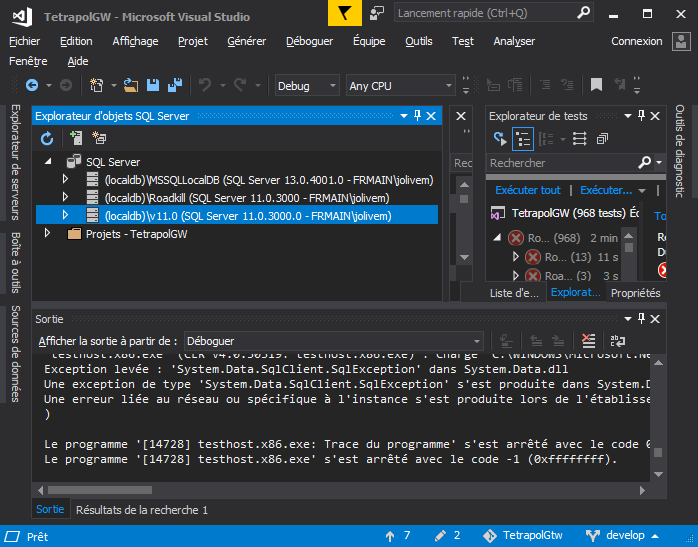 TetrapolGW - Microsoft Visual Studio
Lancement rapide (Ctrl+Q)
Fichier Edition Affichage Projet Générer Déboguer Équipe Outils Test Analyser Connexion
Fenêtre Aide
Debug Any CPU
Explorateur de serveurs
Boîte à outils
Sources de données
Explorateur d'objets SQL Server
SQL Server
(localdb)\MSSQLLocalDB (SQL Server 13.0.4001.0 - FRMAIN\jolivem)
(localdb)\Roadkill (SQL Server 11.0.3000 - FRMAIN\jolivem)
(localdb)\v11.0 (SQL Server 11.0.3000.0 - FRMAIN\jolivem)
Projets - TetrapolGW
Rec
Explorateur de tests
Rechercher
Exécuter tout | Exécuter...
TetrapolGW (968 tests) Éc
Ro... (968) 2 min
Ro... (13) 11 s
Roa... (3) 3 s
To
Ro
D
Liste d'e... Explorat... Propriétés
Outils de diagnostic
Sortie
Afficher la sortie à partir de : Déboguer
'testhost.x86.exe' (CLR v4.0.30319: testhost.x86.exe) : Chargé 'C:\WINDOWS\Microsoft.Ne
Exception levée : 'System.Data.SqlClient.SqlException' dans System.Data.dll
Une exception de type 'System.Data.SqlClient.SqlException' s'est produite dans System.D
Une erreur liée au réseau ou spécifique à l'instance s'est produite lors de l'établisse
)
Le programme '[14728] testhost.x86.exe: Trace du programme' s'est arrêté avec le code 0
Le programme '[14728] testhost.x86.exe' s'est arrêté avec le code -1 (0xffffffff).
Sortie Résultats de la recherche 1
Prêt 7 2 TetrapolGtw develop